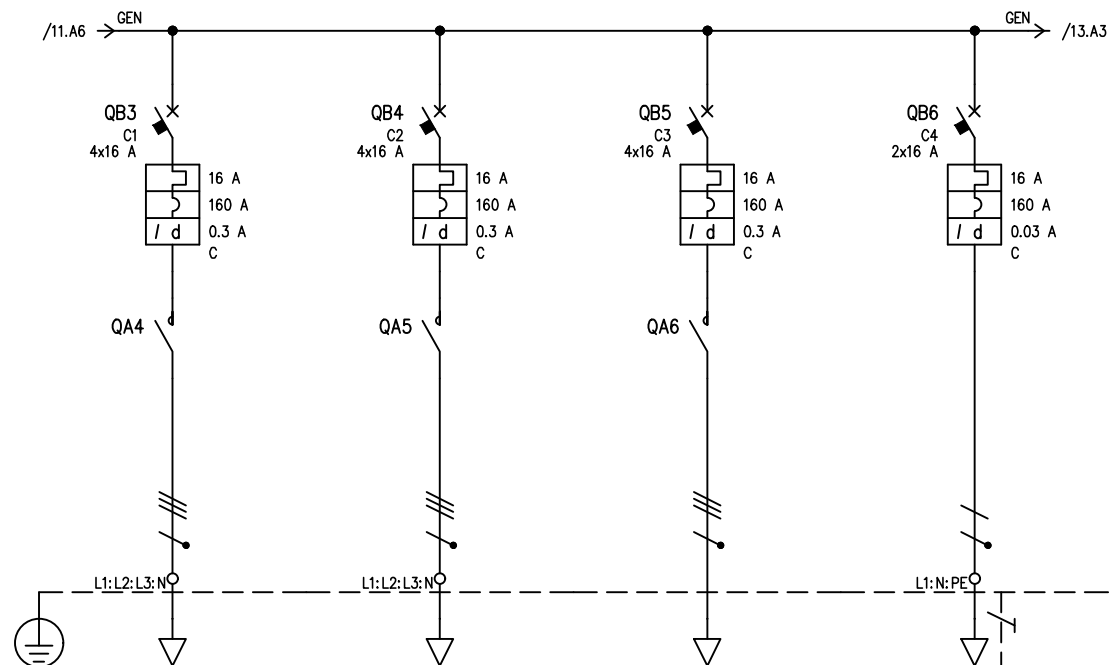 /11.A6
GEN
GEN
/13.A3
QB3
C1
4x16 A
16 A
160 A
I d
0.3 A
C
QA4
L1:L2:L3:N
QB4
C2
4x16 A
16 A
160 A
I d
0.3 A
C
QA5
L1:L2:L3:N
QB5
C3
4x16 A
16 A
160 A
I d
0.3 A
C
QA6
QB6
C4
2x16 A
16 A
160 A
I d
0.03 A
C
L1:N:PE